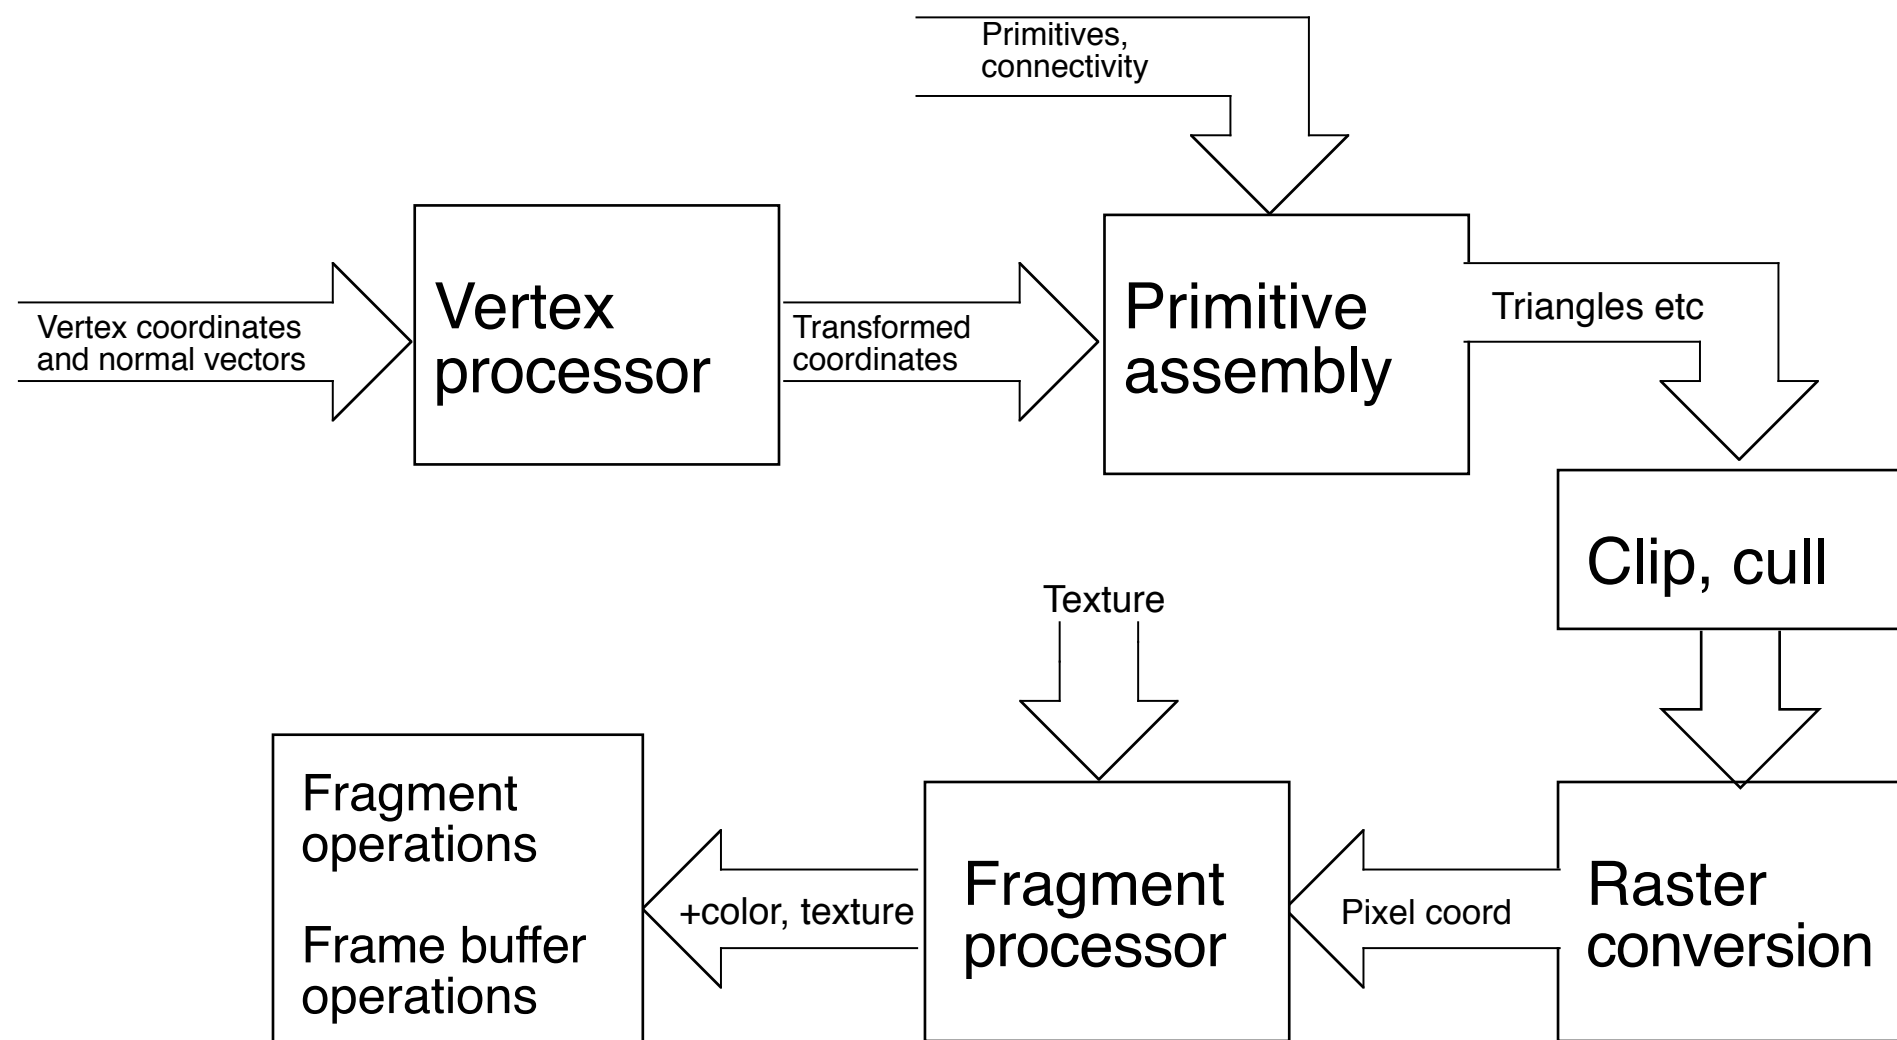 Primitives,
connectivity
Vertex coordinates
and normal vectors
Vertex
processor
Transformed
coordinates
Primitive
assembly
Triangles etc
Clip, cull
Texture
Raster
conversion
Pixel coord
Fragment
processor
+color, texture
Fragment
operations
Frame buffer
operations